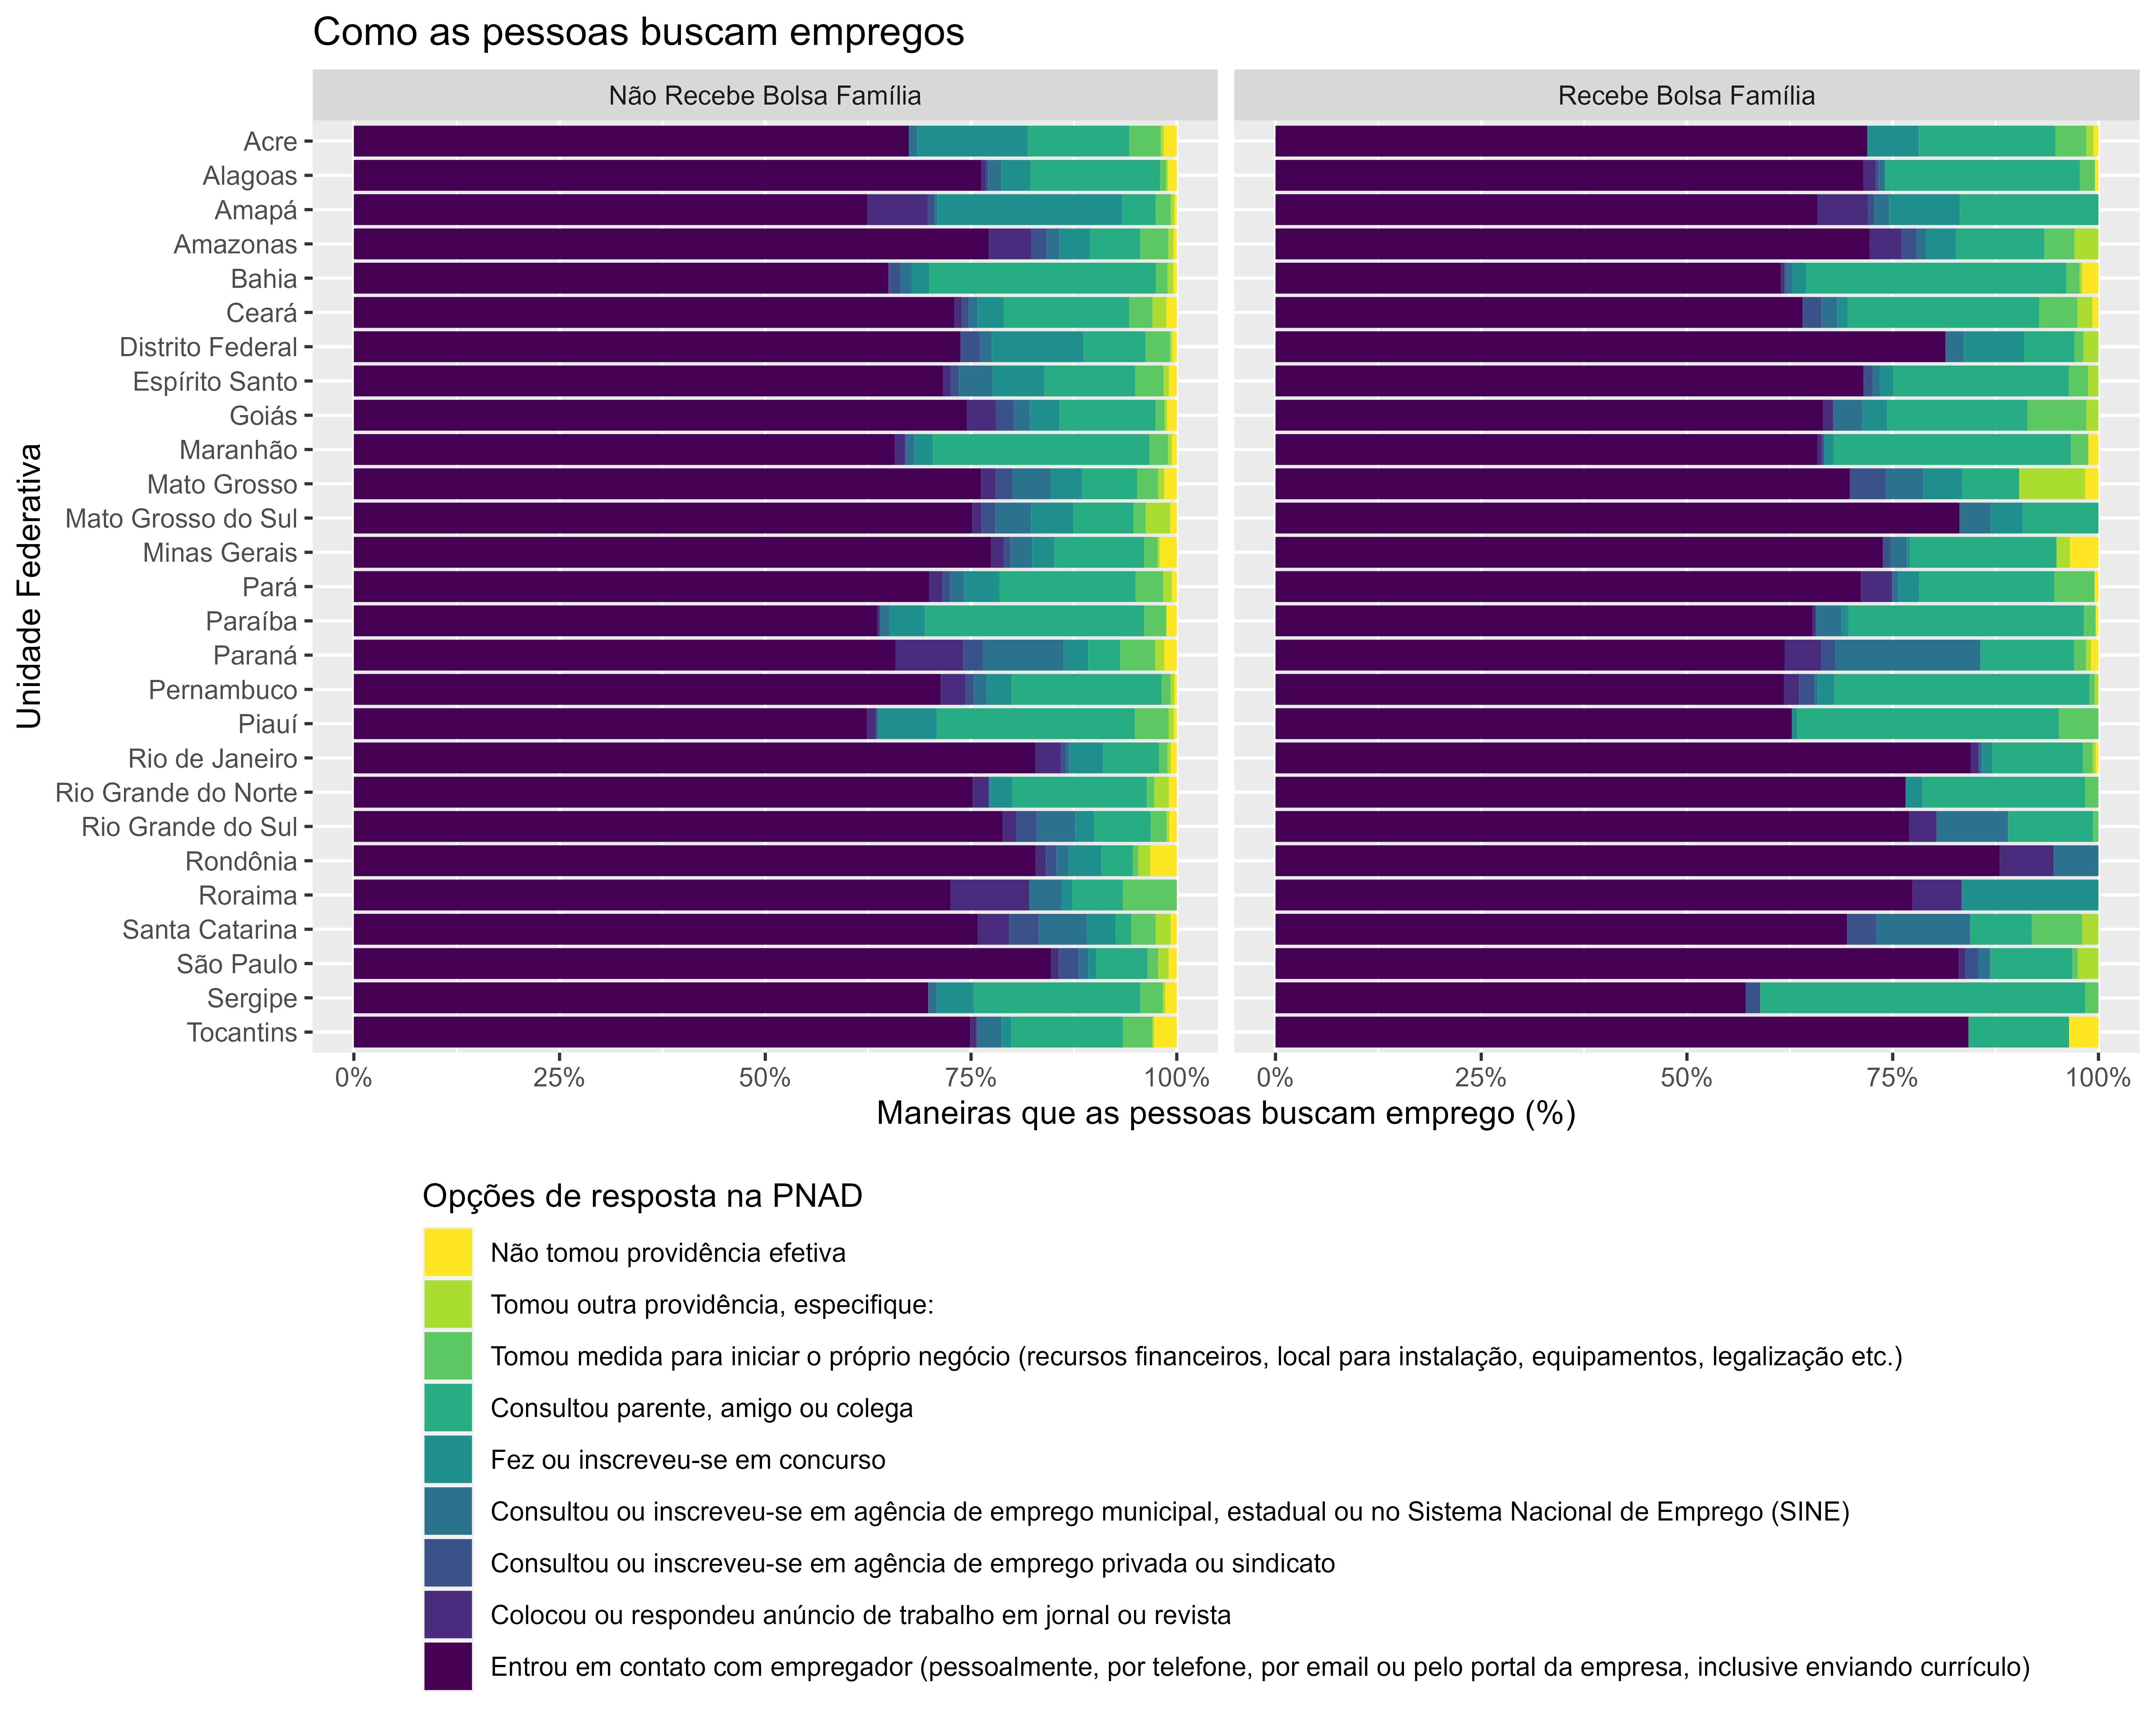 Como as pessoas buscam empregos
Não Recebe Bolsa Família
Recebe Bolsa Família
Unidade Federativa
Acre
Alagoas
Amapá
Amazonas
Bahia
Ceará
Distrito Federal
Espírito Santo
Goiás
Maranhão
Mato Grosso
Mato Grosso do Sul
Minas Gerais
Pará
Paraíba
Paraná
Pernambuco
Piauí
Rio de Janeiro
Rio Grande do Norte
Rio Grande do Sul
Rondônia
Roraima
Santa Catarina
São Paulo
Sergipe
Tocantins
0% 25% 50% 75% 100%
0% 25% 50% 75% 100%
Maneiras que as pessoas buscam emprego (%)
Opções de resposta na PNAD
Não tomou providência efetiva
Tomou outra providência, especifique:
Tomou medida para iniciar o próprio negócio (recursos financeiros, local para instalação, equipamentos, legalização etc.)
Consultou parente, amigo ou colega
Fez ou inscreveu-se em concurso
Consultou ou inscreveu-se em agência de emprego municipal, estadual ou no Sistema Nacional de Emprego (SINE)
Consultou ou inscreveu-se em agência de emprego privada ou sindicato
Colocou ou respondeu anúncio de trabalho em jornal ou revista
Entrou em contato com empregador (pessoalmente, por telefone, por email ou pelo portal da empresa, inclusive enviando currículo)